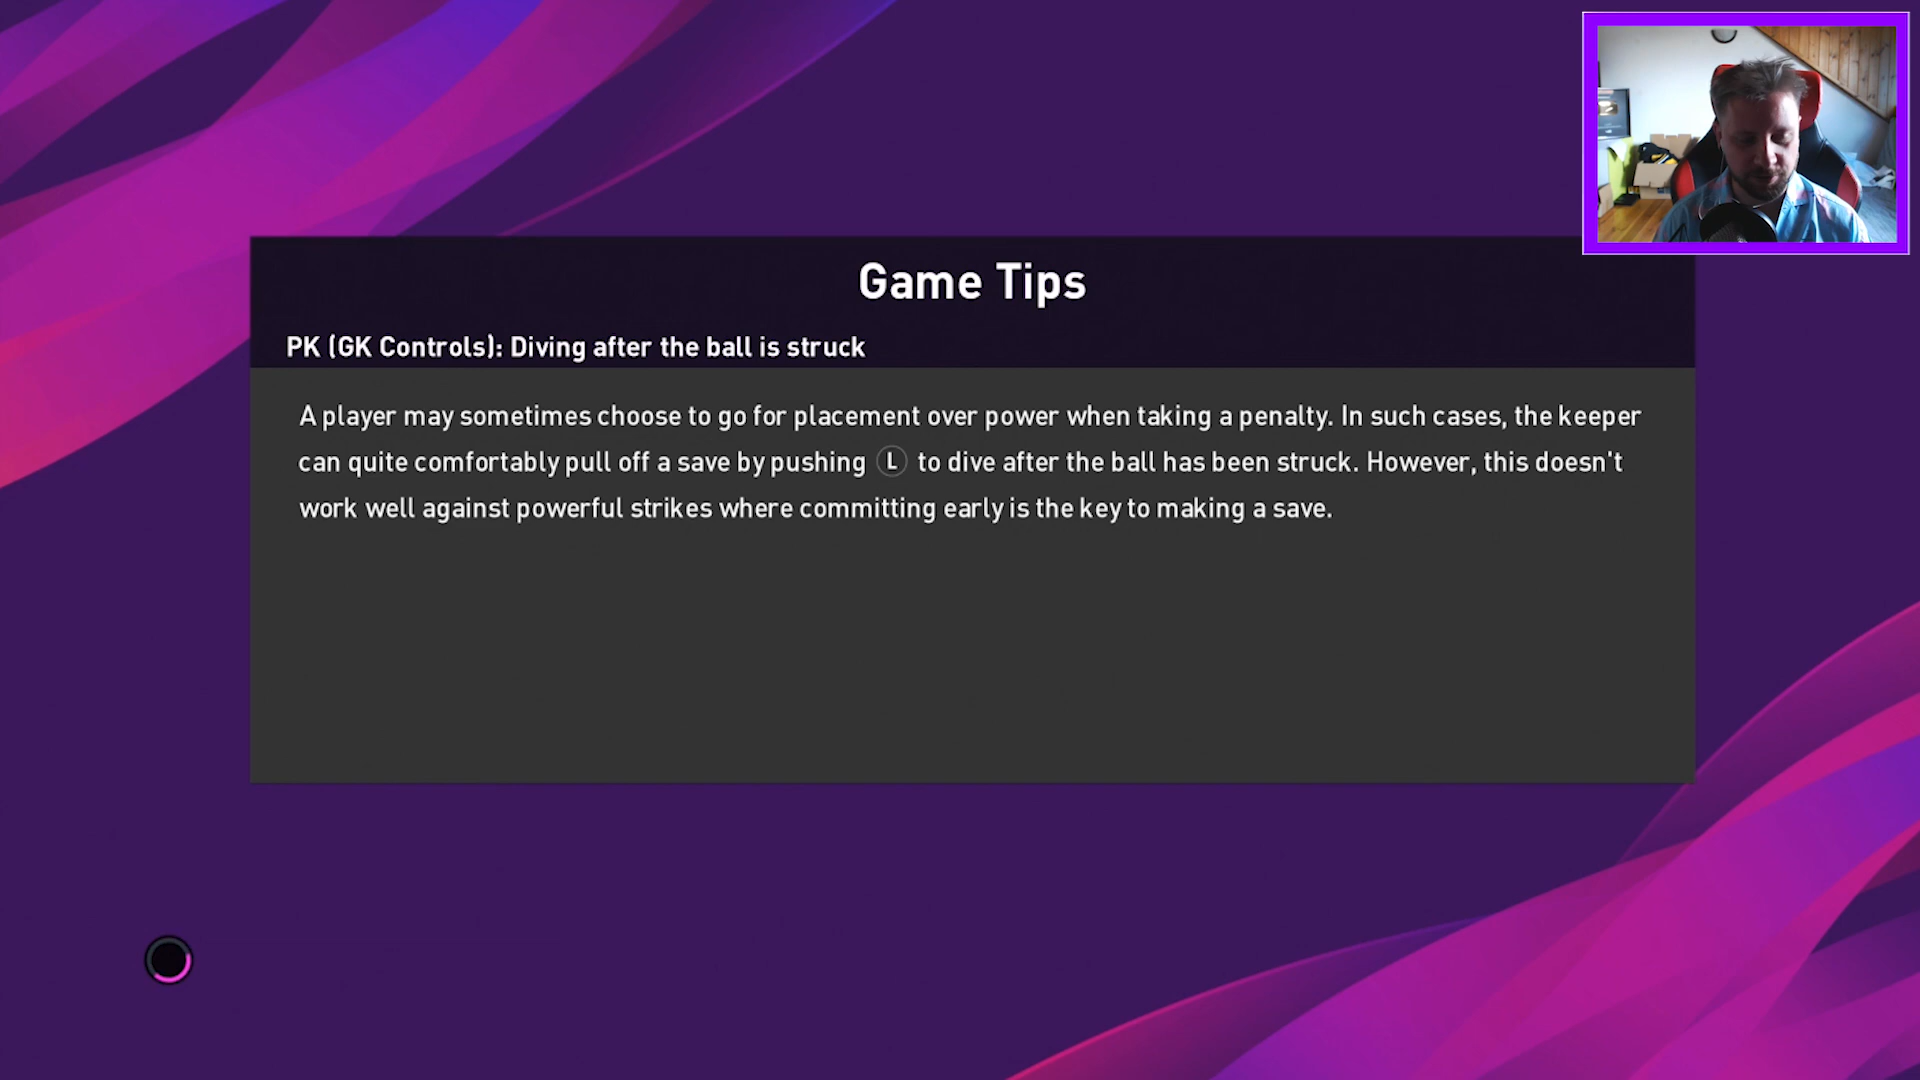 Game Tips
PK (GK Controls): Diving after the ball is struck
A player may sometimes choose to go for placement over power when taking a penalty. In such cases, the keeper
can quite comfortably pull off a save by pushing L to dive after the ball has been struck. However, this doesn't
work well against powerful strikes where committing early is the key to making a save.